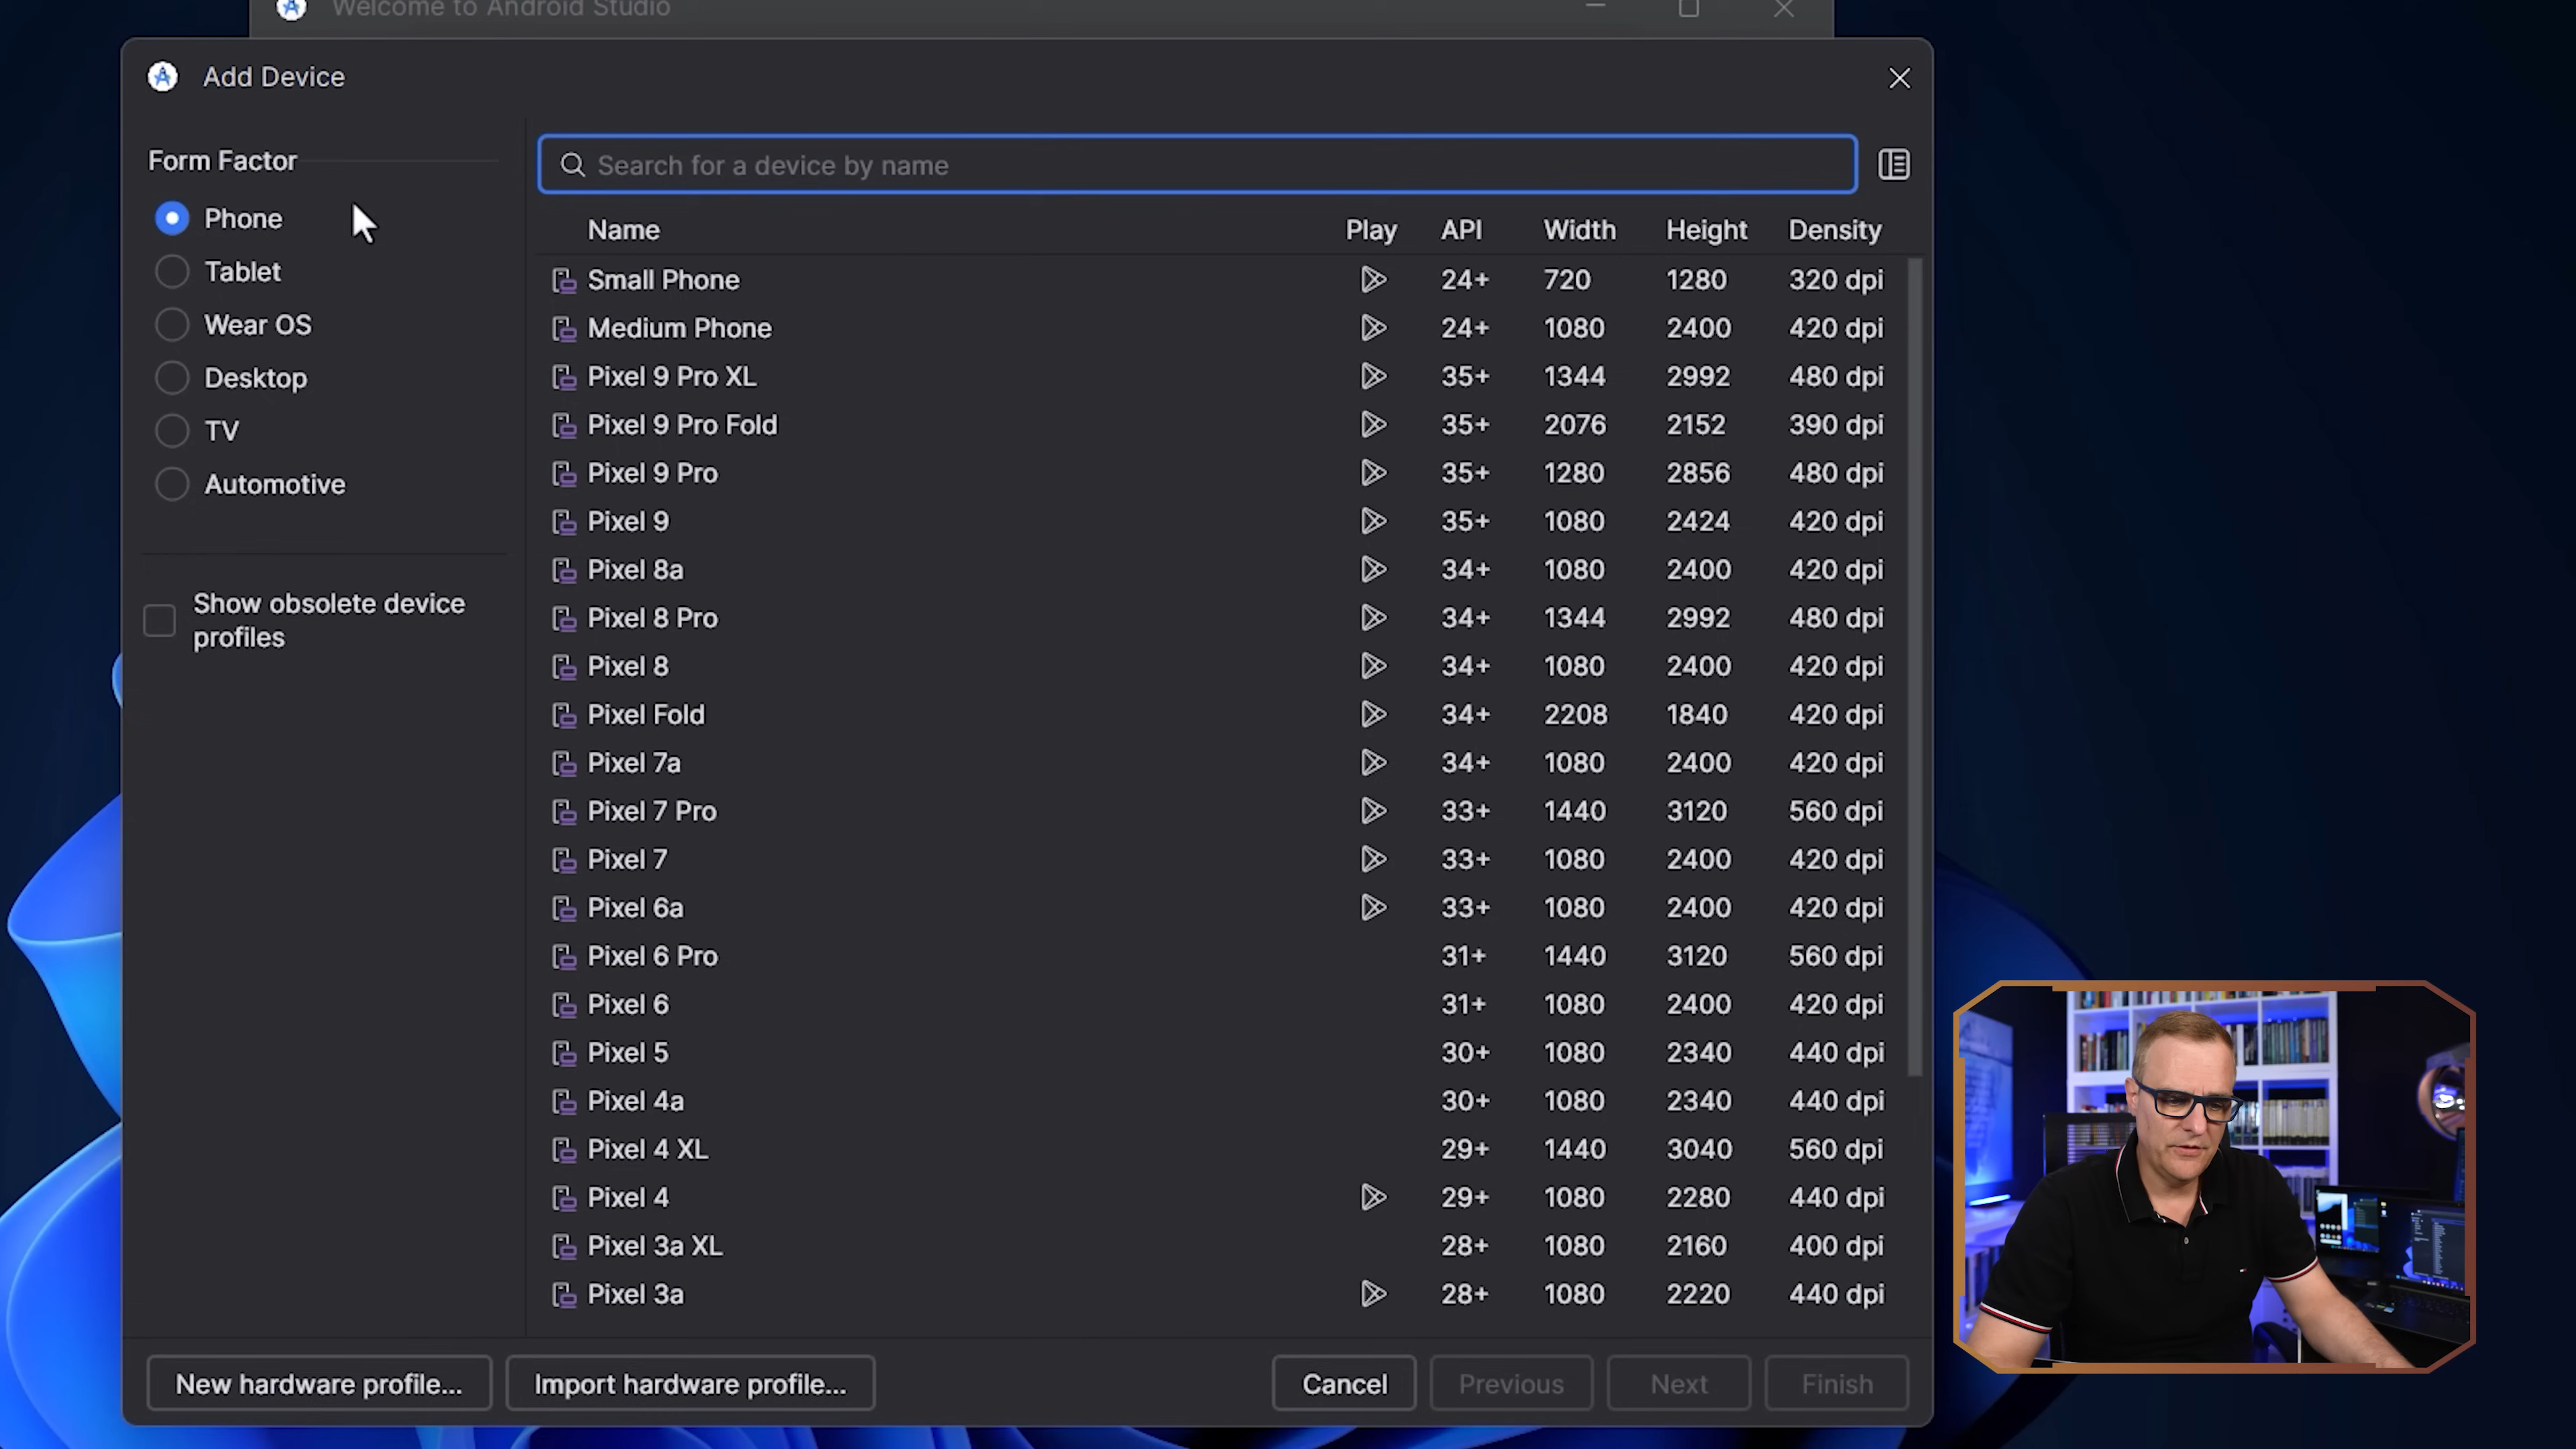 Welcome to Android Studio
Add Device
Form Factor
Phone
Tablet
Wear OS
Desktop
TV
Automotive
Show obsolete device
profiles
Search for a device by name
Name Play API Width Height Density
Small Phone 24+ 720 1280 320 dpi
Medium Phone 24+ 1080 2400 420 dpi
Pixel 9 Pro XL 35+ 1344 2992 480 dpi
Pixel 9 Pro Fold 35+ 2076 2152 390 dpi
Pixel 9 Pro 35+ 1280 2856 480 dpi
Pixel 9 35+ 1080 2424 420 dpi
Pixel 8a 34+ 1080 2400 420 dpi
Pixel 8 Pro 34+ 1344 2992 480 dpi
Pixel 8 34+ 1080 2400 420 dpi
Pixel Fold 34+ 2208 1840 420 dpi
Pixel 7a 34+ 1080 2400 420 dpi
Pixel 7 Pro 33+ 1440 3120 560 dpi
Pixel 7 33+ 1080 2400 420 dpi
Pixel 6a 33+ 1080 2400 420 dpi
Pixel 6 Pro 31+ 1440 3120 560 dpi
Pixel 6 31+ 1080 2400 420 dpi
Pixel 5 30+ 1080 2340 440 dpi
Pixel 4a 30+ 1080 2340 440 dpi
Pixel 4 XL 29+ 1440 3040 560 dpi
Pixel 4 29+ 1080 2280 440 dpi
Pixel 3a XL 28+ 1080 2160 400 dpi
Pixel 3a 28+ 1080 2220 440 dpi
New hardware profile... Import hardware profile... Cancel Previous Next Finish